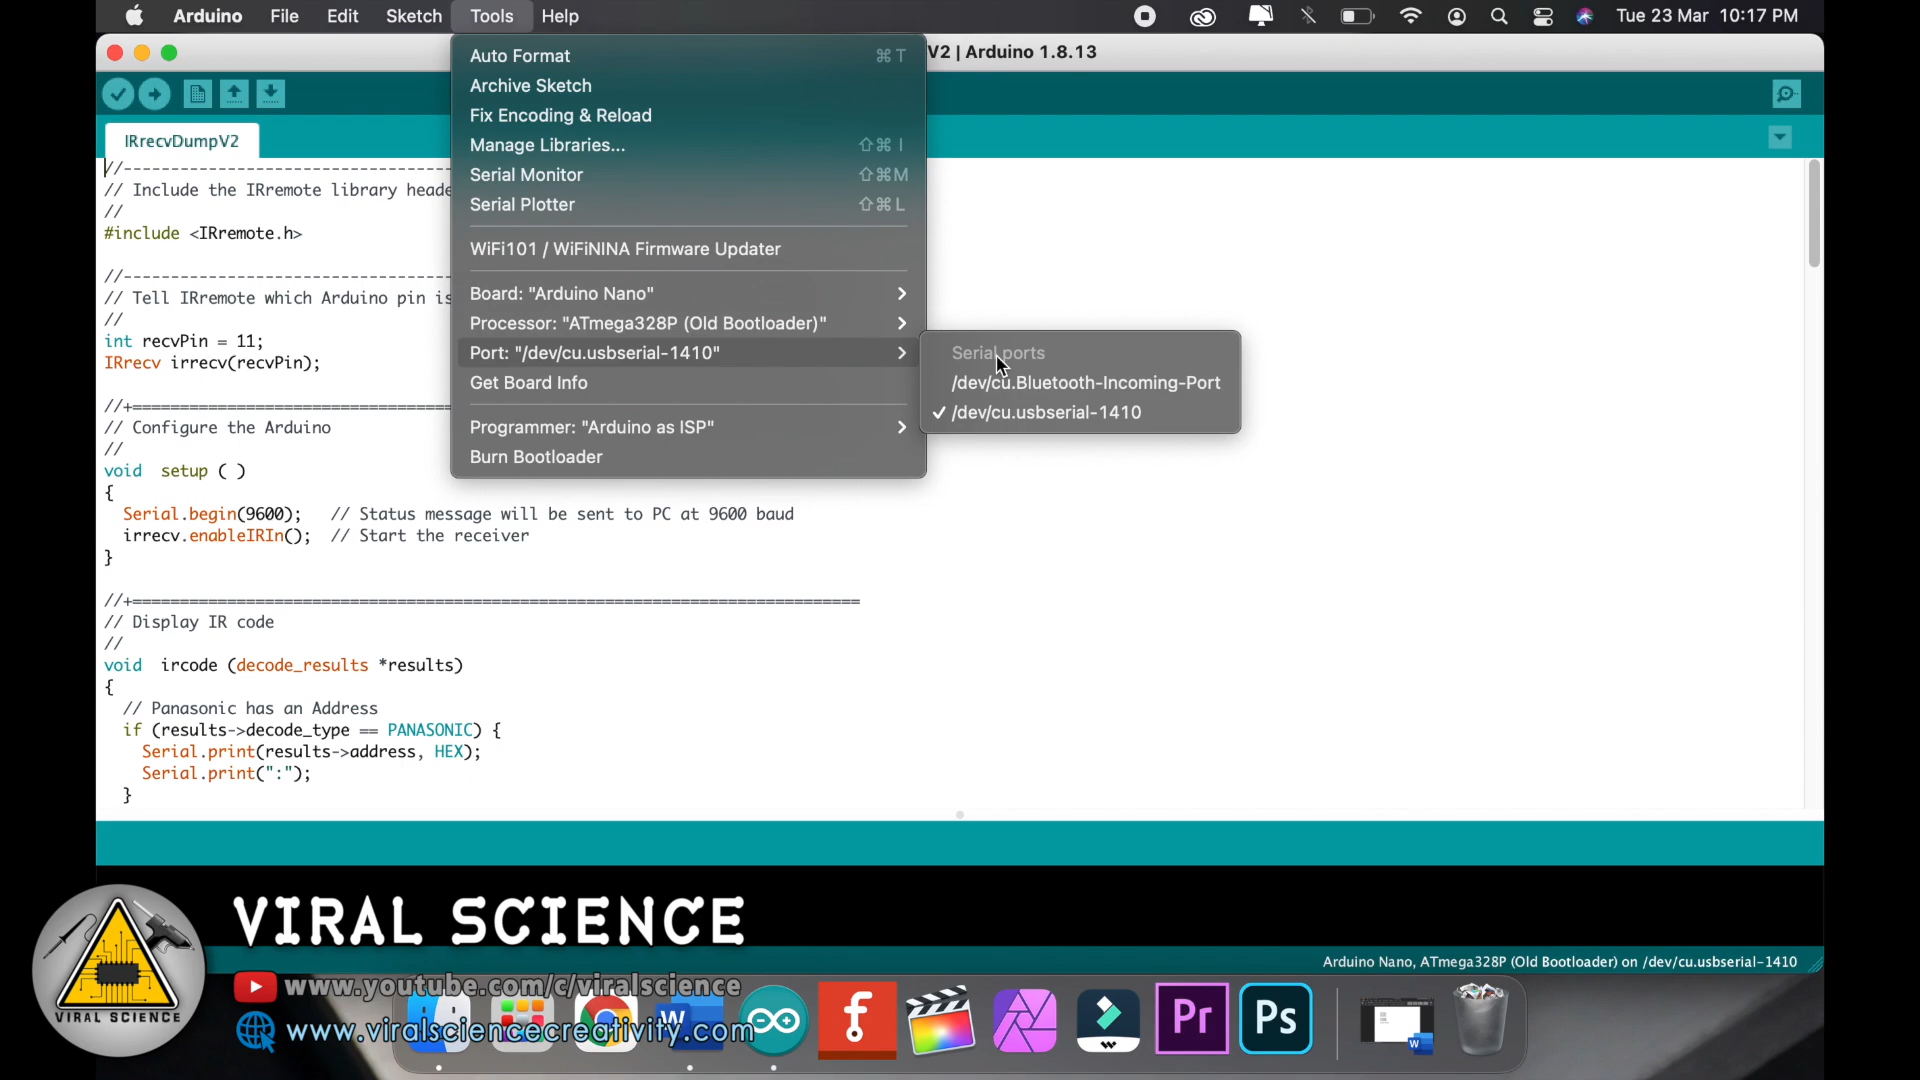 Arduino File Edit Sketch Tools Help Tue 23 Mar 10:17 PM
V2 | Arduino 1.8.13
IRrecvDumpV2
Auto Format ⌘ T
Archive Sketch
Fix Encoding & Reload
Manage Libraries... ⇧⌘ I
Serial Monitor ⇧⌘M
Serial Plotter ⇧⌘ L
WiFi101 / WiFiNINA Firmware Updater
Board: "Arduino Nano"
Processor: "ATmega328P (Old Bootloader)"
Port: "/dev/cu.usbserial-1410"
Get Board Info
Programmer: "Arduino as ISP"
Burn Bootloader
Serial ports
/dev/cu.Bluetooth-Incoming-Port
✓ /dev/cu.usbserial-1410
//-----------------------------------
// Include the IRremote library heade
//
#include <IRremote.h>
//-----------------------------------
// Tell IRremote which Arduino pin is
//
int recvPin = 11;
IRrecv irrecv(recvPin);
//+==================================
// Configure the Arduino
//
void setup ( )
{
Serial.begin(9600); // Status message will be sent to PC at 9600 baud
irrecv.enableIRIn(); // Start the receiver
}
//+=============================================================================
// Display IR code
//
void ircode (decode_results *results)
{
// Panasonic has an Address
if (results->decode_type == PANASONIC) {
Serial.print(results->address, HEX);
Serial.print(":");
}
VIRAL SCIENCE
Arduino Nano, ATmega328P (Old Bootloader) on /dev/cu.usbserial-1410
www.youtube.com/c/viralscience
www.viralsciencecreativity.com
VIRAL SCIENCE
W
f
Pr
Ps
W